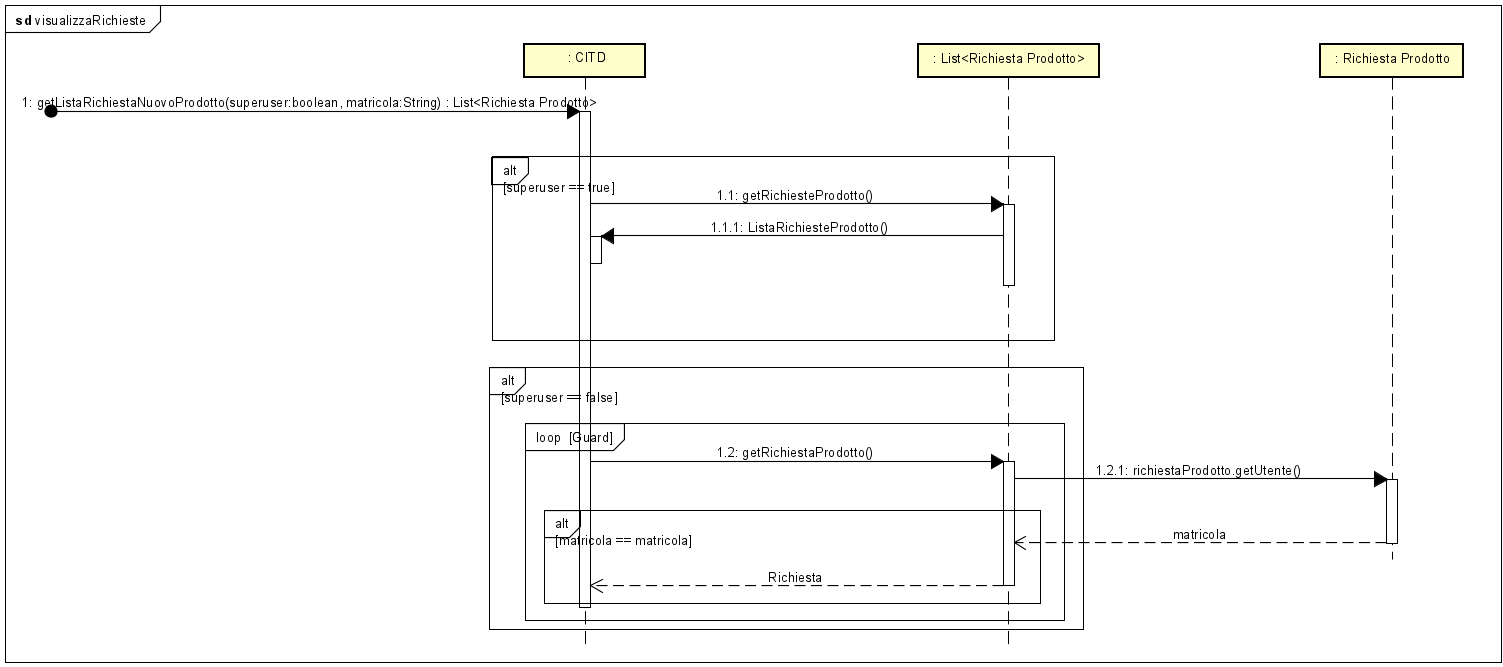 sd visualizzaRichieste
: CITD
: List<Richiesta Prodotto>
: Richiesta Prodotto
1: getListaRichiestaNuovoProdotto(superuser:boolean, matricola:String) : List<Richiesta Prodotto>
alt
[superuser == true]
1.1: getRichiesteProdotto()
1.1.1: ListaRichiesteProdotto()
alt
[superuser == false]
loop [Guard]
1.2: getRichiestaProdotto()
1.2.1: richiestaProdotto.getUtente()
alt
[matricola == matricola]
matricola
Richiesta